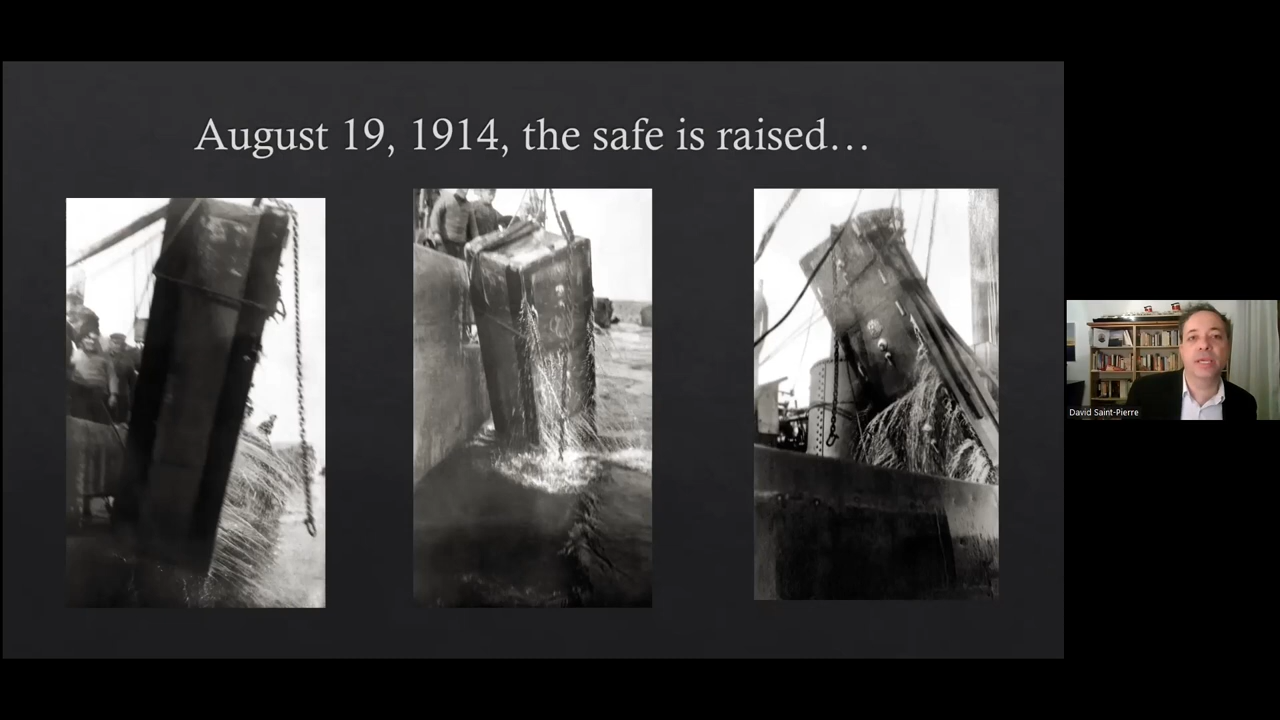 August 19, 1914, the safe is raised…
David Saint-Pierre